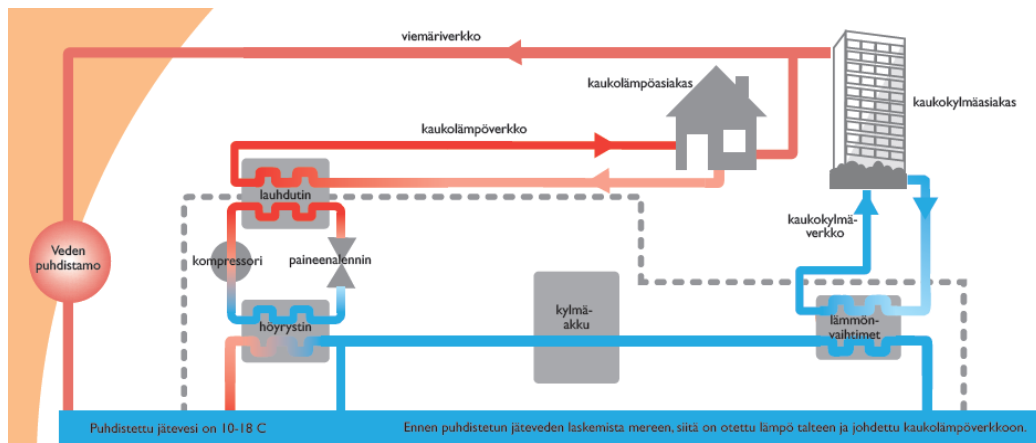 viemäriverkko
kaukolämpöasiakas
kaukokylmäasiakas
kaukolämpöverkko
lauhdutin
kaukokylmä-
verkko
Veden
puhdistamo
kompressori
paineenalennin
kylmä-
akku
höyrystin
lämmön-
vaihtimet
Puhdistettu jätevesi on 10-18 C
Ennen puhdistetun jäteveden laskemista mereen, siitä on otettu lämpö talteen ja johdettu kaukolämpöverkkoon.